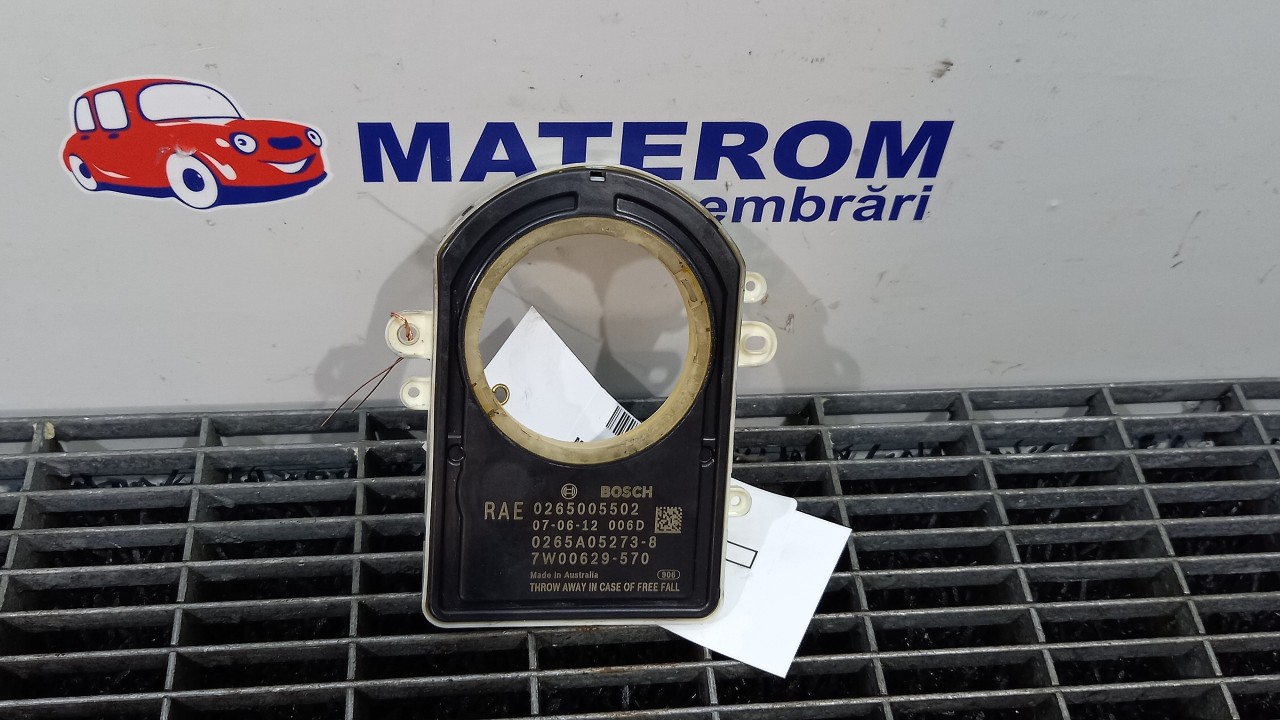 MATEROM
embrări
BOSCH
RAE 0265005502
07-06-12 006D
0265A05273-8
7W00629-570
Made in Australia 906
THROW AWAY IN CASE OF FREE FALL